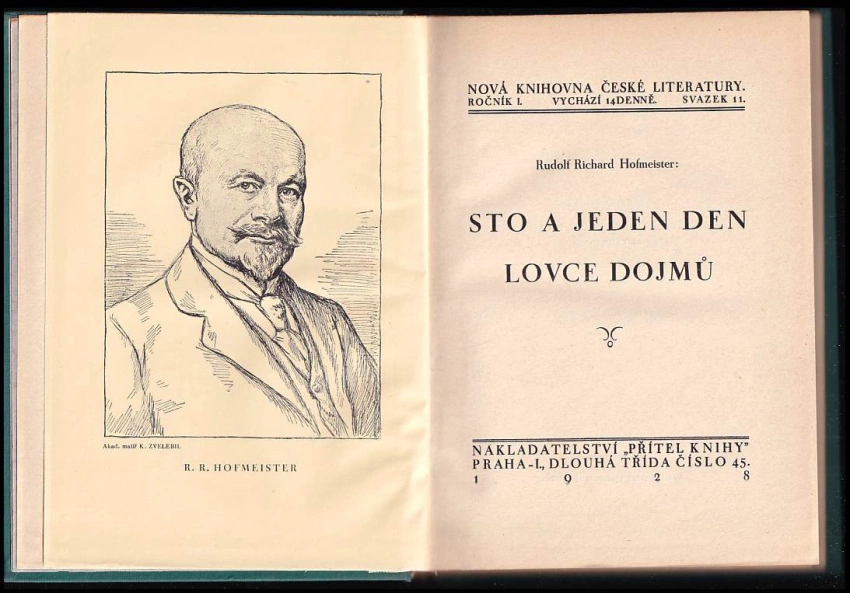 Akad. malíř K. ZVELEBIL
R. R. HOFMEISTER
NOVÁ KNIHOVNA ČESKÉ LITERATURY.
ROČNÍK I. VYCHÁZÍ 14DENNĚ. SVAZEK 11.
Rudolf Richard Hofmeister:
STO A JEDEN DEN
LOVCE DOJMŮ
NAKLADATELSTVÍ „PŘÍTEL KNIHY"
PRAHA-I., DLOUHÁ TŘÍDA ČÍSLO 45.
1 9 2 8